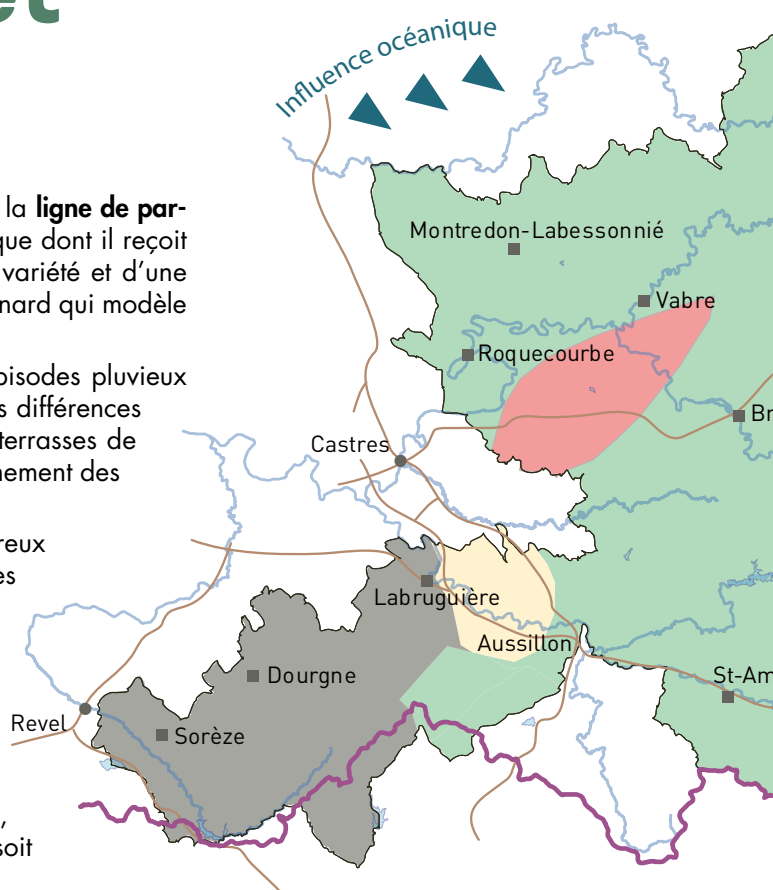 et
Influence océanique
la ligne de par-
que dont il reçoit
variété et d'une
nard qui modèle
pisodes pluvieux
s différences
terrasses de
nement des
reux
es
,
soit
Montredon-Labessonnié
Vabre
Roquecourbe
Br
Castres
Labruguière
Aussillon
St-Am
Dourgne
Revel
Sorèze